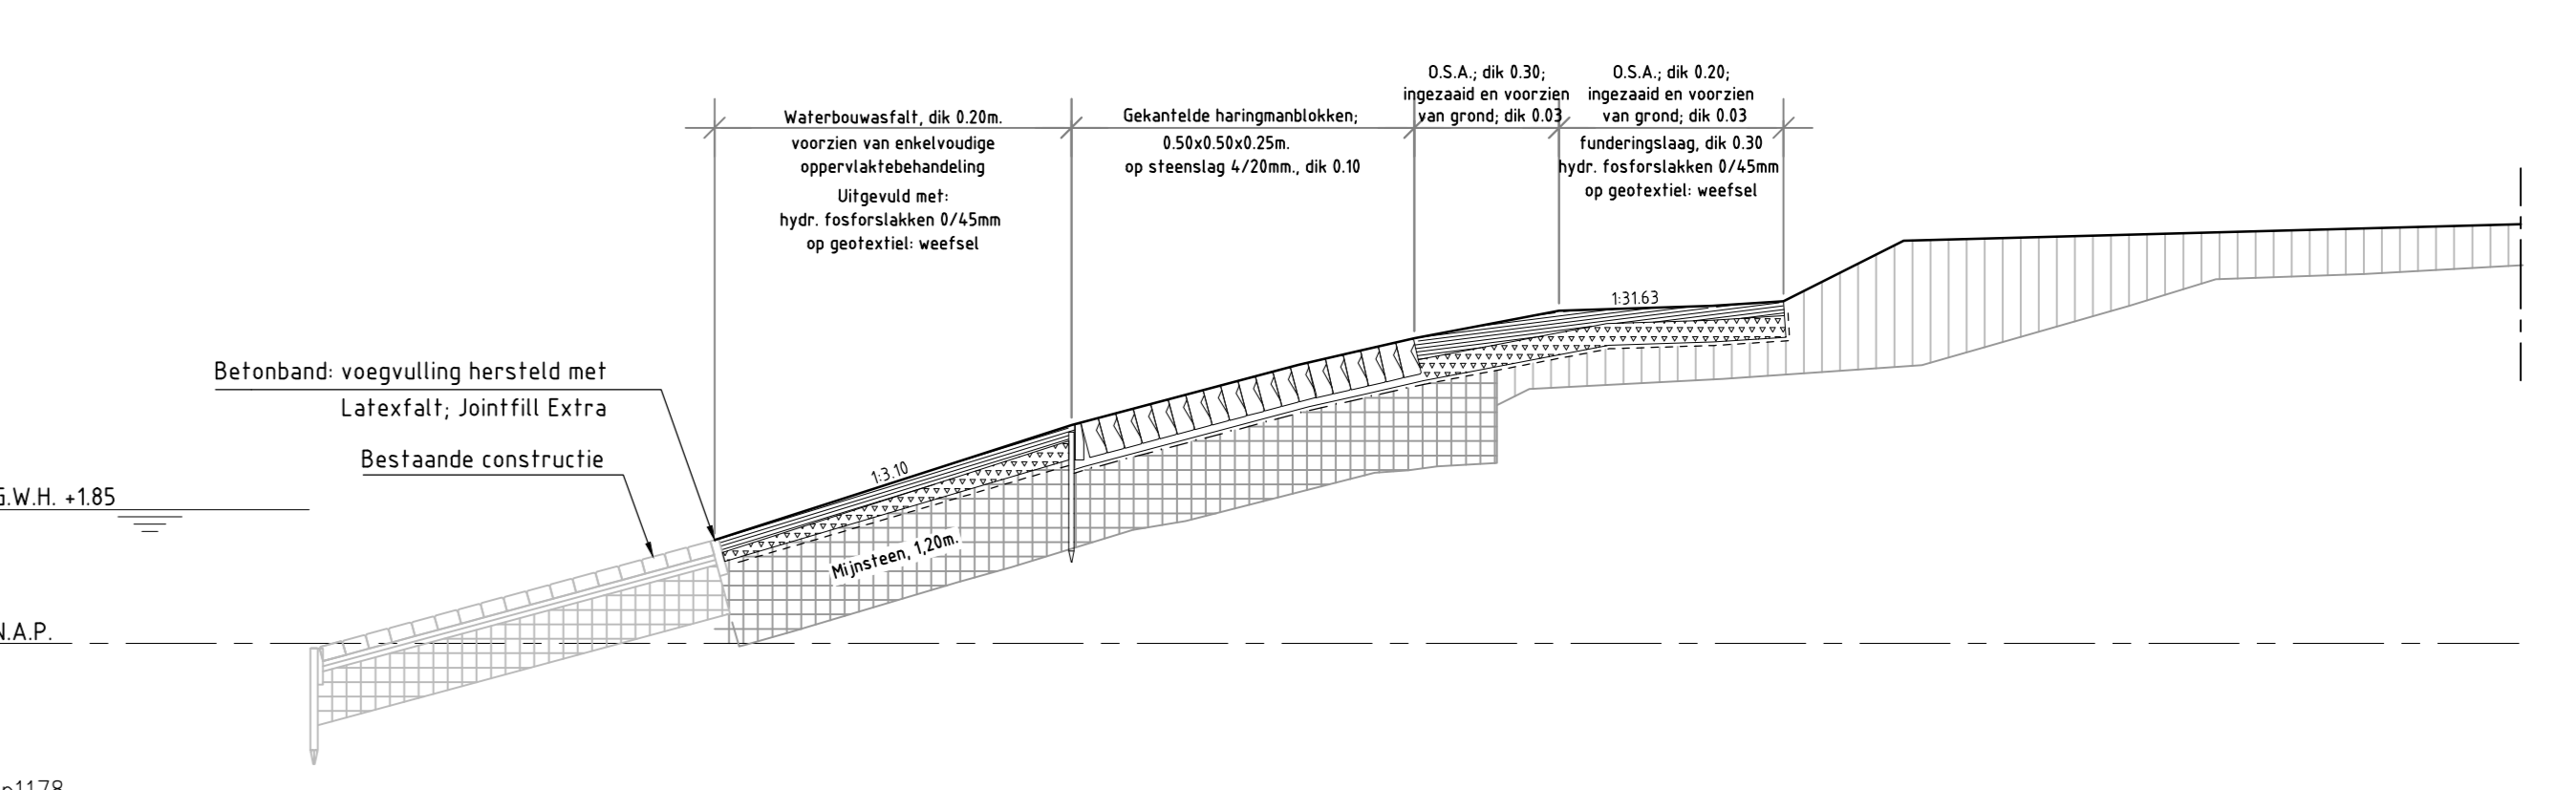 O.S.A.; dik 0.30;
ingezaaid en voorzien
van grond; dik 0.03
O.S.A.; dik 0.20;
ingezaaid en voorzien
van grond; dik 0.03
funderingslaag, dik 0.30
hydr. fosforslakken 0/45mm
op geotextiel: weefsel
Waterbouwasfalt, dik 0.20m.
voorzien van enkelvoudige
oppervlaktebehandeling
Uitgevuld met:
hydr. fosforslakken 0/45mm
op geotextiel: weefsel
Gekantelde haringmanblokken;
0.50x0.50x0.25m.
op steenslag 4/20mm., dik 0.10
1:31.63
Betonband: voegvulling hersteld met
Latexfalt; Jointfill Extra
Bestaande constructie
1:3.10
G.W.H. +1.85
Mijnsteen, 1,20m.
N.A.P.
p1178